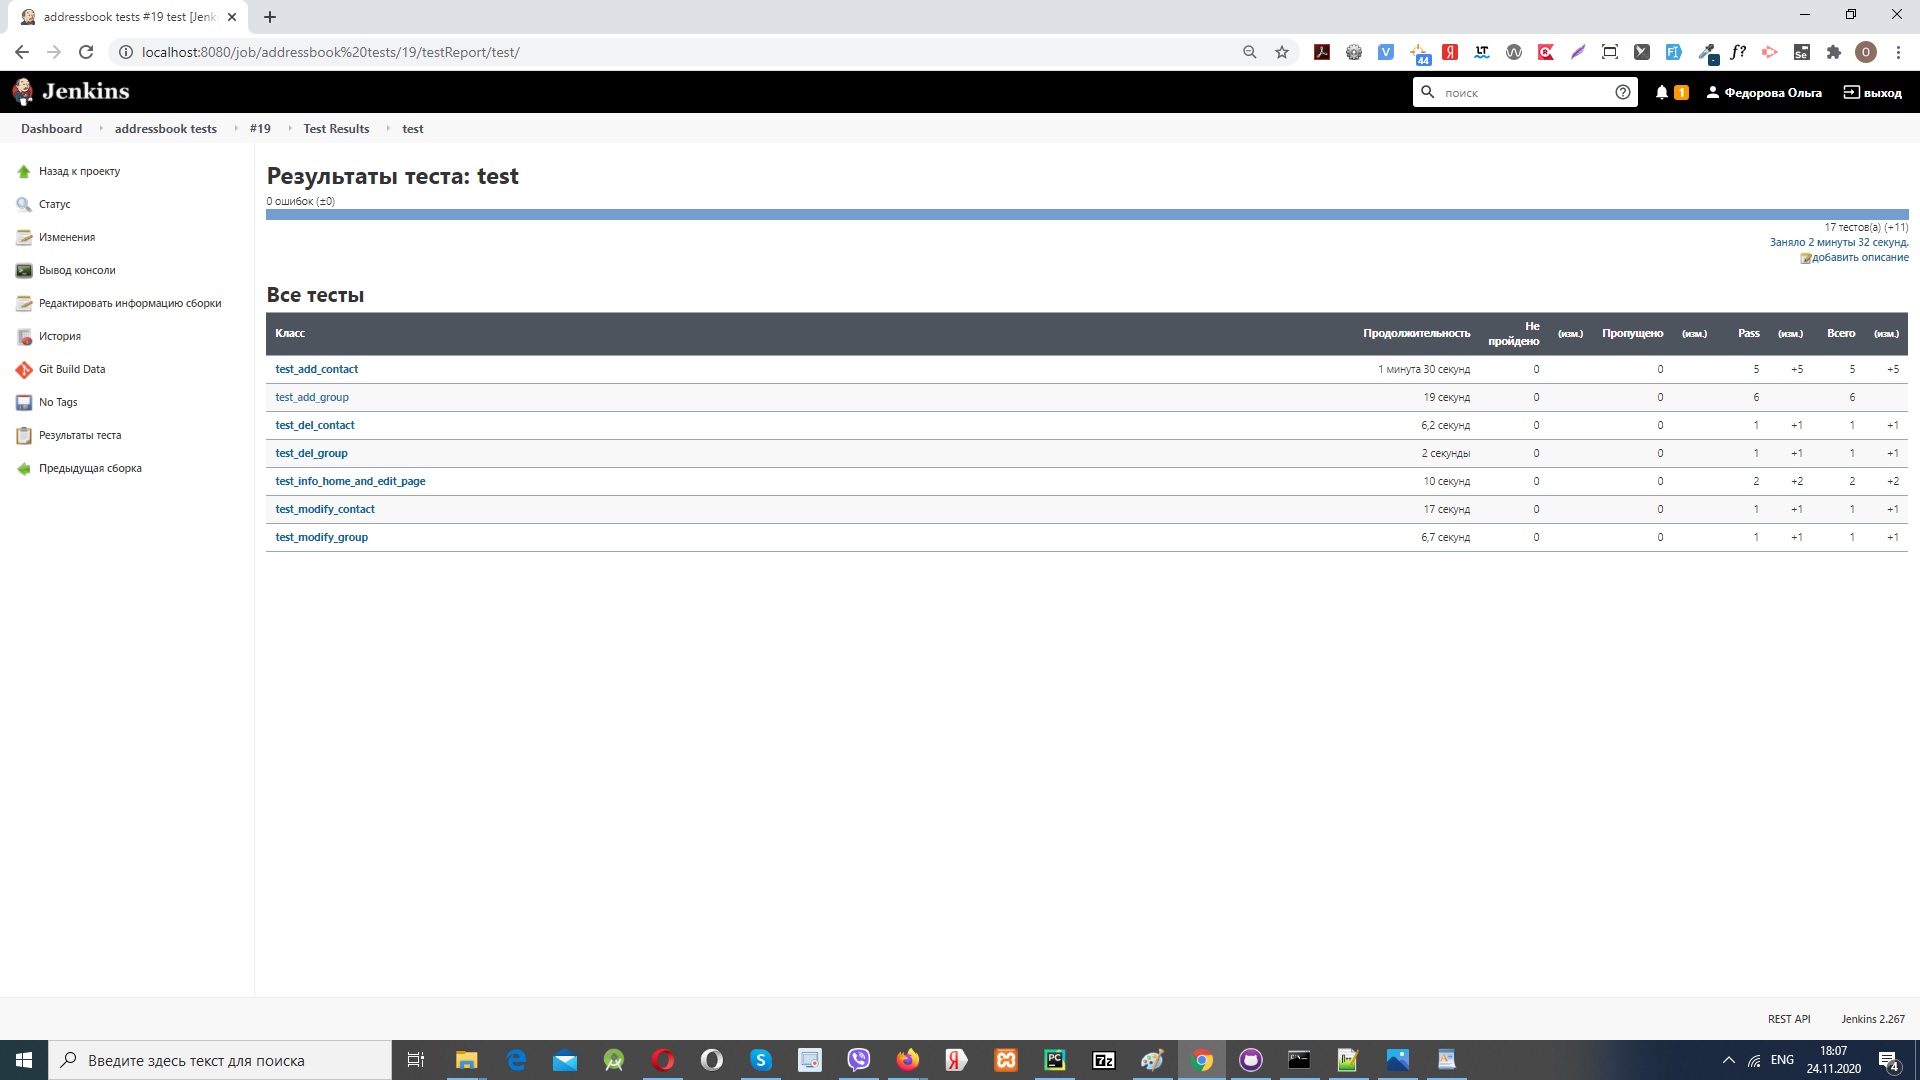 addressbook tests #19 test [Jenk
localhost:8080/job/addressbook%20tests/19/testReport/test/
44
Jenkins
поиск
1
Федорова Ольга
выход
Dashboard
addressbook tests
#19
Test Results
test
Назад к проекту
Статус
Изменения
Вывод консоли
Редактировать информацию сборки
История
Git Build Data
No Tags
Результаты теста
Предыдущая сборка
Результаты теста: test
0 ошибок (±0)
17 тестов(а) (+11)
Заняло 2 минуты 32 секунд.
добавить описание
Все тесты
Класс Продолжительность Не пройдено (изм.) Пропущено (изм.) Pass (изм.) Всего (изм.)
test_add_contact 1 минута 30 секунд 0 0 5 +5 5 +5
test_add_group 19 секунд 0 0 6 6
test_del_contact 6,2 секунд 0 0 1 +1 1 +1
test_del_group 2 секунды 0 0 1 +1 1 +1
test_info_home_and_edit_page 10 секунд 0 0 2 +2 2 +2
test_modify_contact 17 секунд 0 0 1 +1 1 +1
test_modify_group 6,7 секунд 0 0 1 +1 1 +1
REST API
Jenkins 2.267
Введите здесь текст для поиска
ENG
18:07
24.11.2020
4